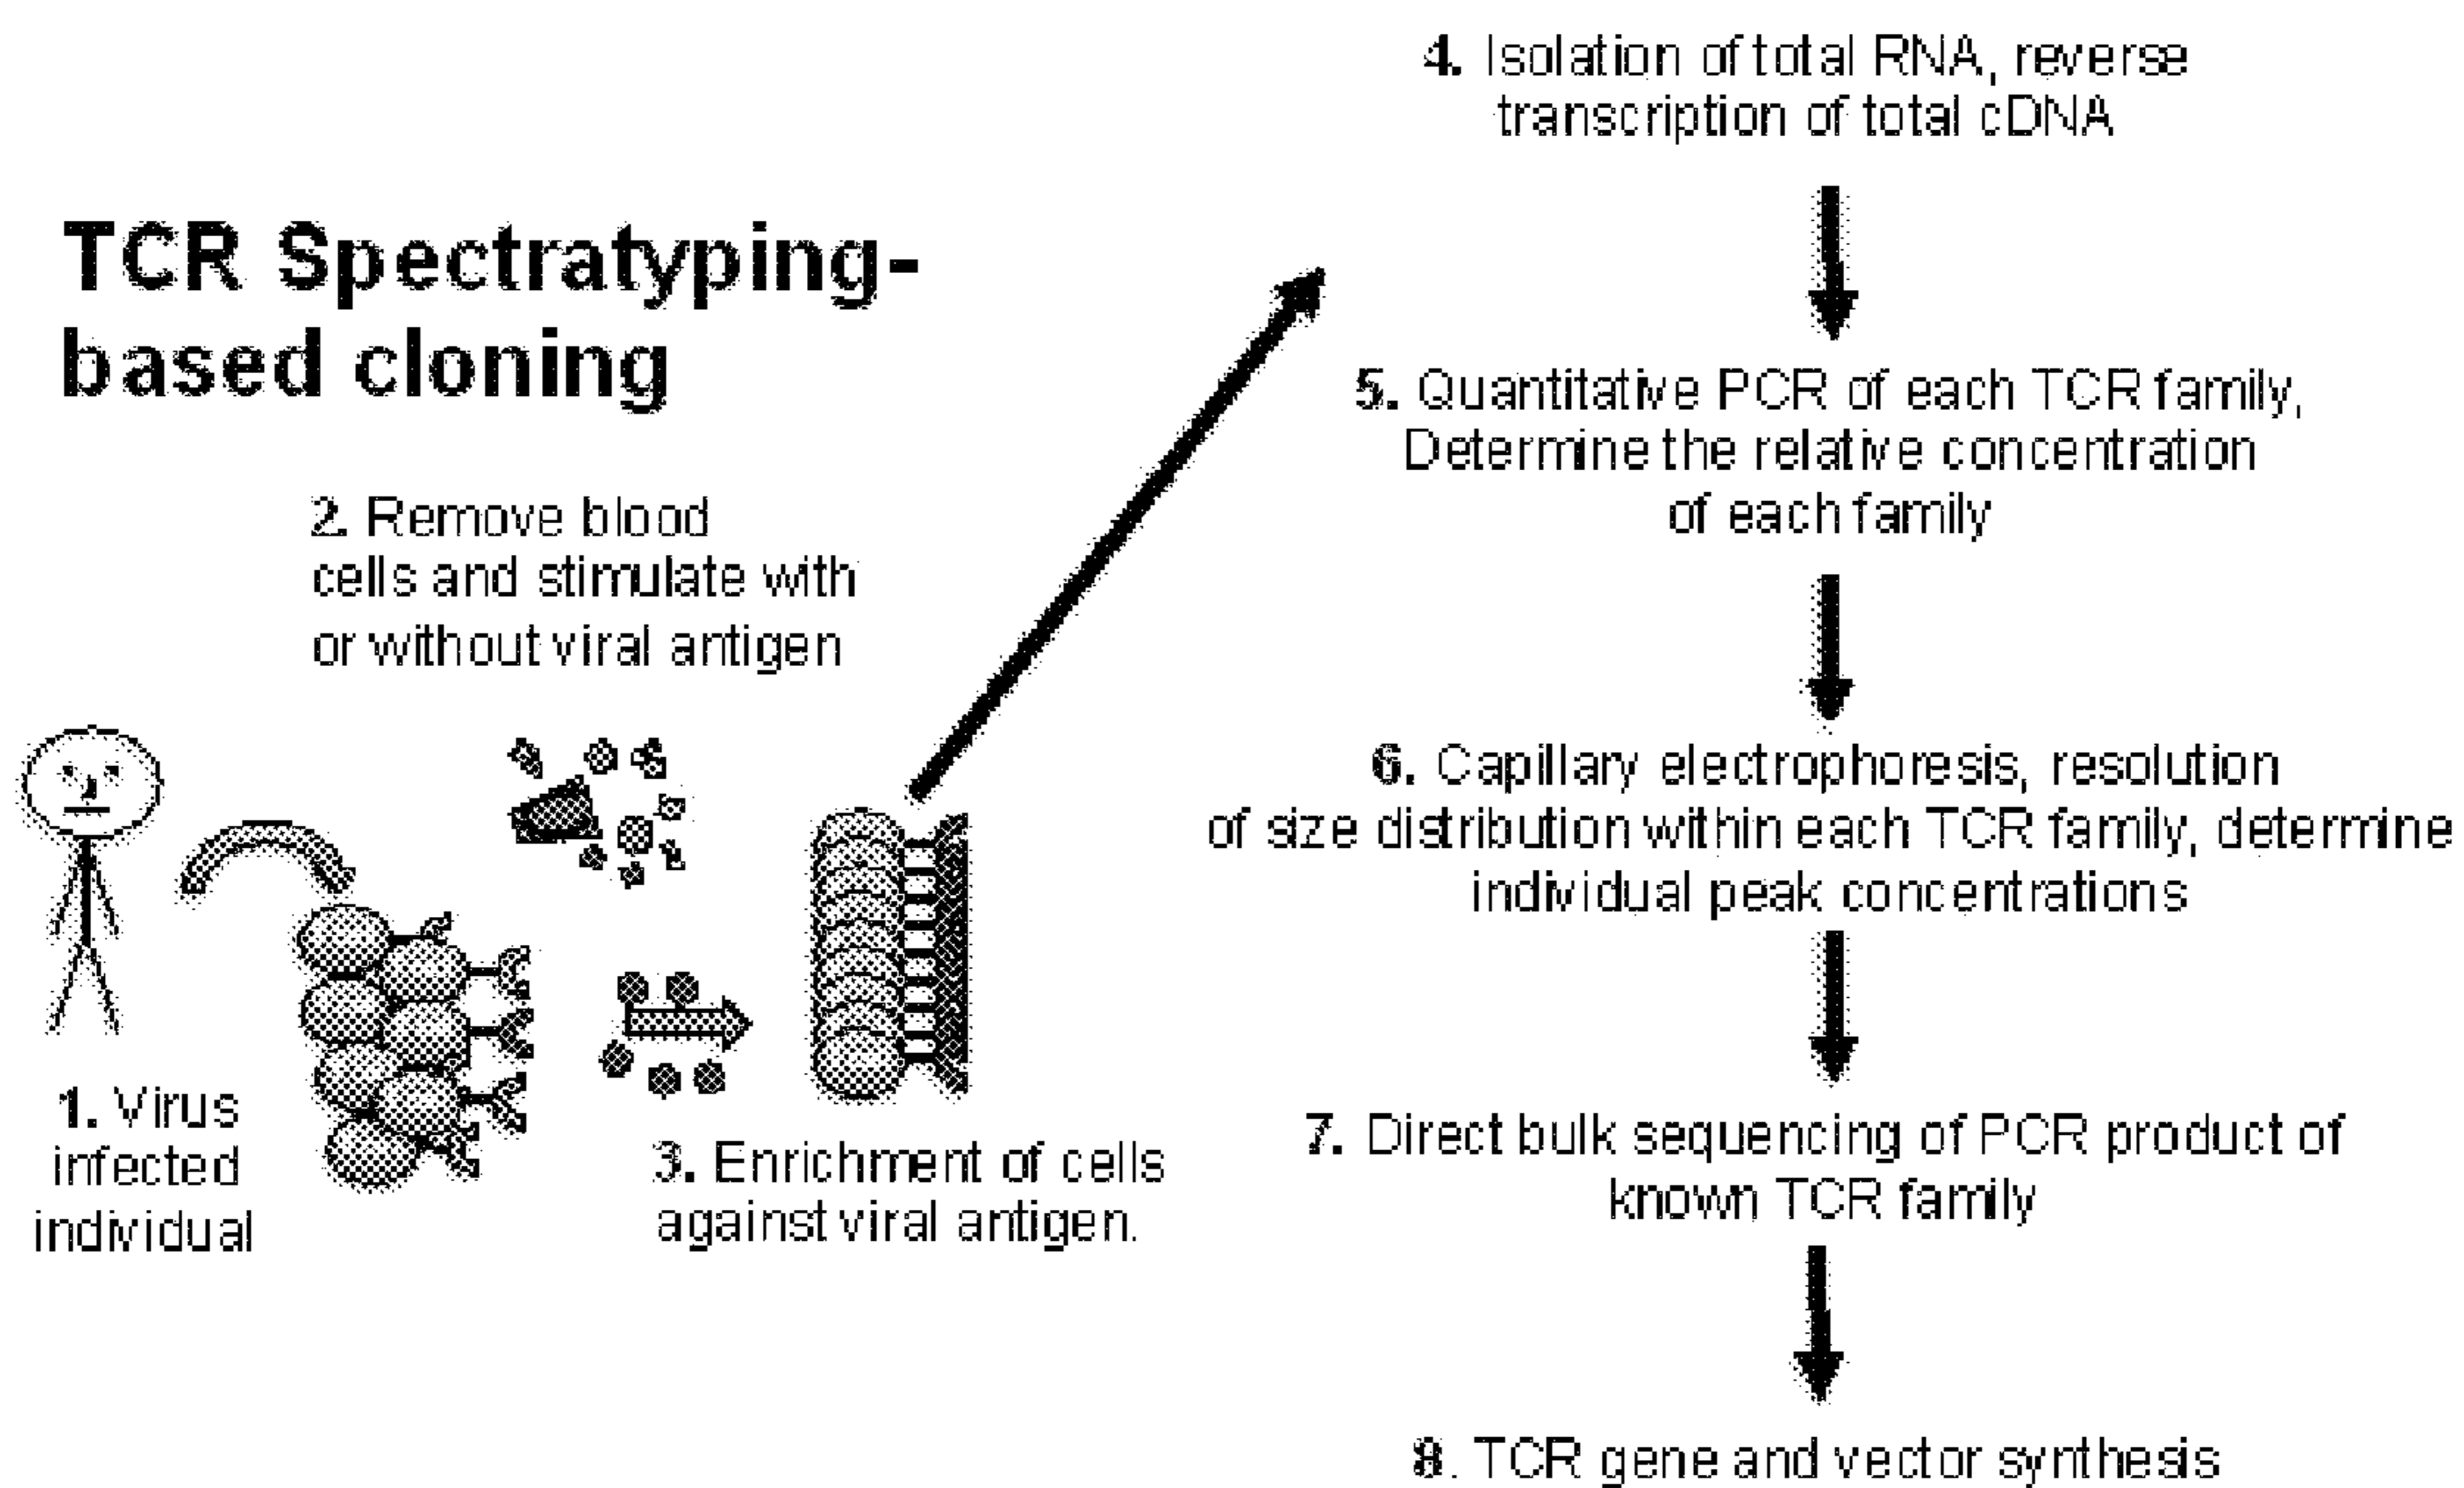 TCR Spectratyping-
based cloning
1. Virus
infected
individual
2. Remove blood
cells and stimulate with
or without viral antigen
3. Enrichment of cells
against viral antigen.
4. Isolation of total RNA, reverse
transcription of total cDNA
5. Quantitative PCR of each TCR family,
Determine the relative concentration
of each family
6. Capillary electrophoresis, resolution
of size distribution within each TCR family, determine
individual peak concentrations
7. Direct bulk sequencing of PCR product of
known TCR family
8. TCR gene and vector synthesis